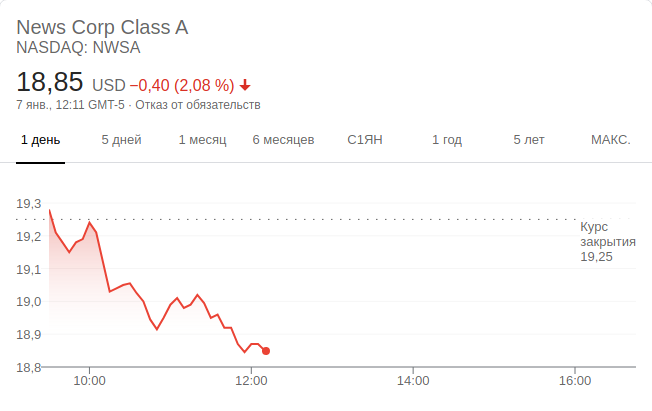 News Corp Class A
NASDAQ: NWSA
18,85 USD −0,40 (2,08 %)
7 янв., 12:11 GMT-5 · Отказ от обязательств
1 день 5 дней 1 месяц 6 месяцев С1ЯН 1 год 5 лет МАКС.
19,3
Курс
закрытия
19,25
19,2
19,1
19,0
18,9
18,8
10:00 12:00 14:00 16:00